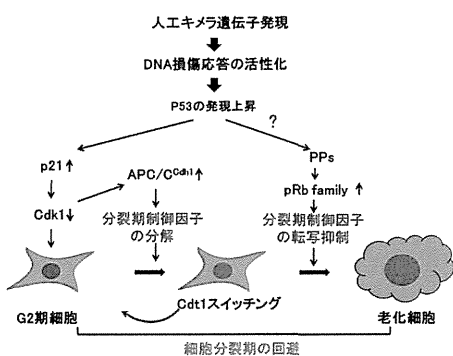 人工キメラ遺伝子発現
DNA損傷応答の活性化
P53の発現上昇
?
p21↑
APC/C^Cdh1↑
PPs
pRb family ↑
Cdk1↓
分裂期制御因子
の分解
分裂期制御因子
の転写抑制
G2期細胞
Cdt1スイッチング
老化細胞
細胞分裂期の回避